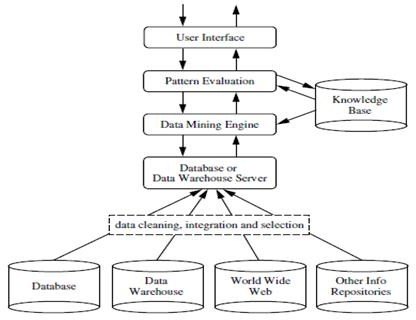 User Interface
Pattern Evaluation
Knowledge
Base
Data Mining Engine
Database or
Data Warehouse Server
data cleaning, integration and selection
Database
Data
Warehouse
World Wide
Web
Other Info
Repositories